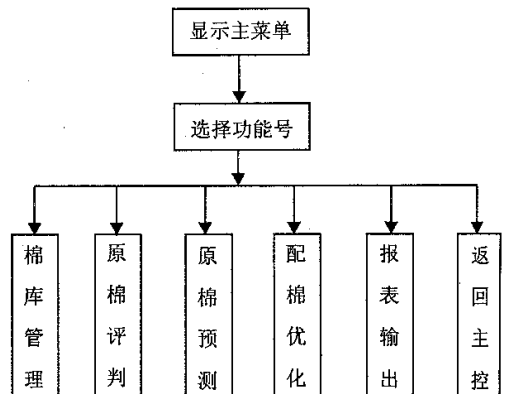 显示主菜单
选择功能号
棉库管理
原棉评判
原棉预测
配棉优化
报表输出
返回主控